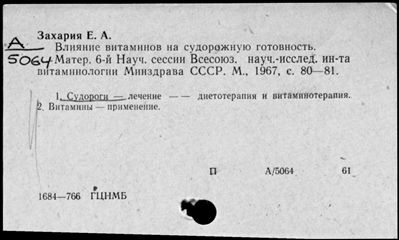 Захария Е. А.
А
5064
Влияние витаминов на судорожную готовность.
Матер. 6-й Науч. сессии Всесоюз. науч.-исслед. ин-та
витаминологии Минздрава СССР. М., 1967, с. 80—81.
1. Судороги — лечение —— диетотерапия и витаминотерапия.
2. Витамины — применение.
П А/5064 61
1684—766 ГЦНМБ